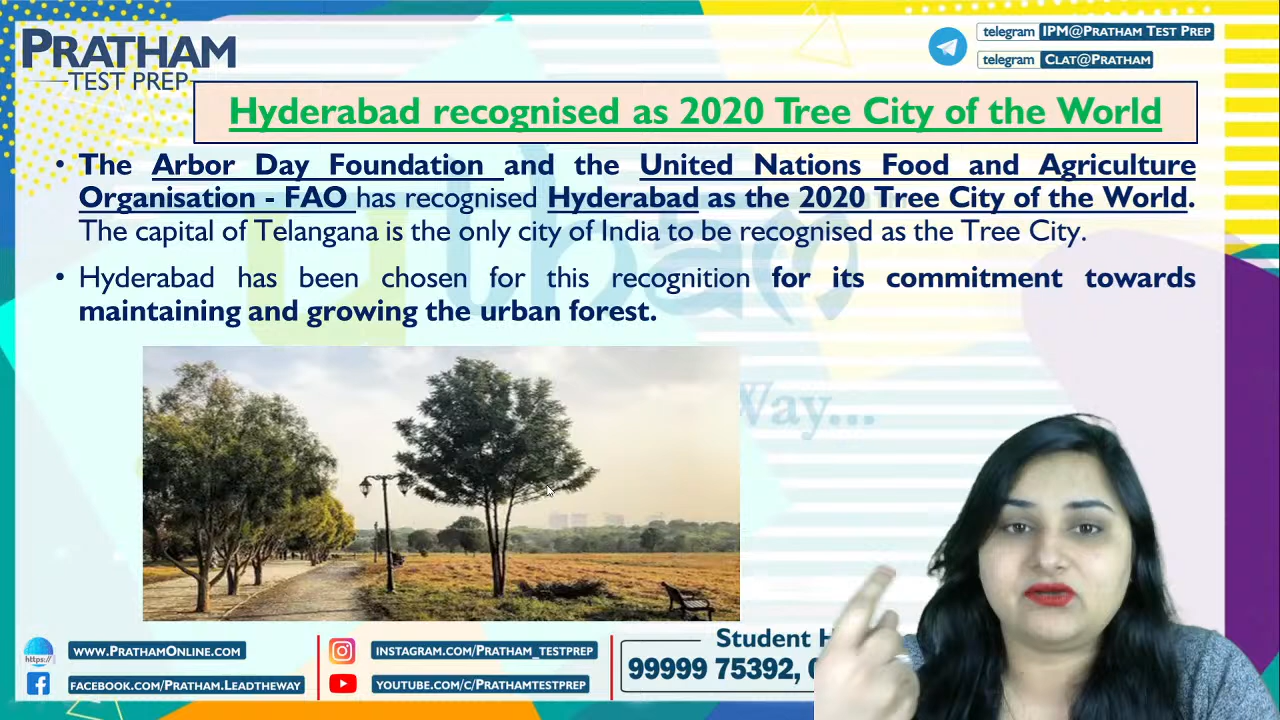 PRATHAM
TEST PREP
telegram IPM@PRATHAM TEST PREP
telegram CLAT@PRATHAM
Hyderabad recognised as 2020 Tree City of the World
• The Arbor Day Foundation and the United Nations Food and Agriculture
Organisation - FAO has recognised Hyderabad as the 2020 Tree City of the World.
The capital of Telangana is the only city of India to be recognised as the Tree City.
• Hyderabad has been chosen for this recognition for its commitment towards
maintaining and growing the urban forest.
Way...
https://
WWW.PRATHAMONLINE.COM
INSTAGRAM.COM/PRATHAM_TESTPREP
Student
99999 75392,
FACEBOOK.COM/PRATHAM.LEADTHEWAY
YOUTUBE.COM/C/PRATHAMTESTPREP